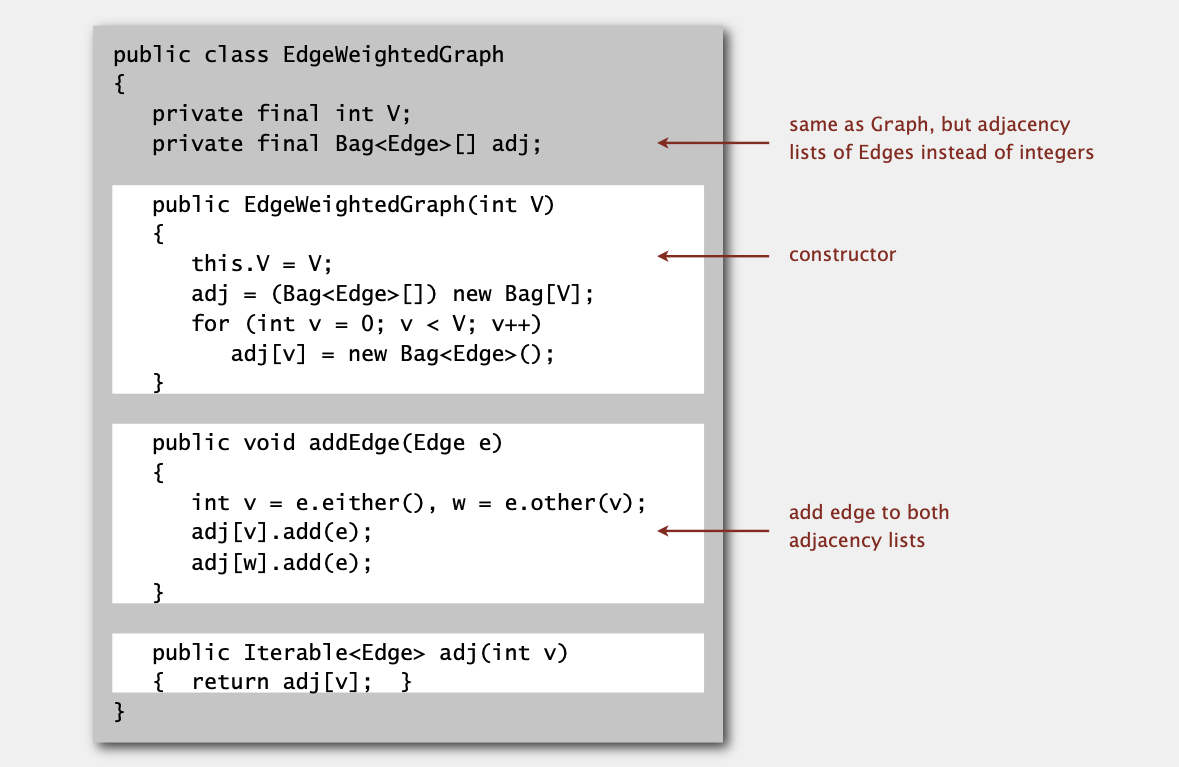 public class EdgeWeightedGraph
{
   private final int V;
   private final Bag<Edge>[] adj;
same as Graph, but adjacency
lists of Edges instead of integers
   public EdgeWeightedGraph(int V)
   {
      this.V = V;
      adj = (Bag<Edge>[]) new Bag[V];
      for (int v = 0; v < V; v++)
         adj[v] = new Bag<Edge>();
   }
constructor
   public void addEdge(Edge e)
   {
      int v = e.either(), w = e.other(v);
      adj[v].add(e);
      adj[w].add(e);
   }
add edge to both
adjacency lists
   public Iterable<Edge> adj(int v)
   {  return adj[v];  }
}